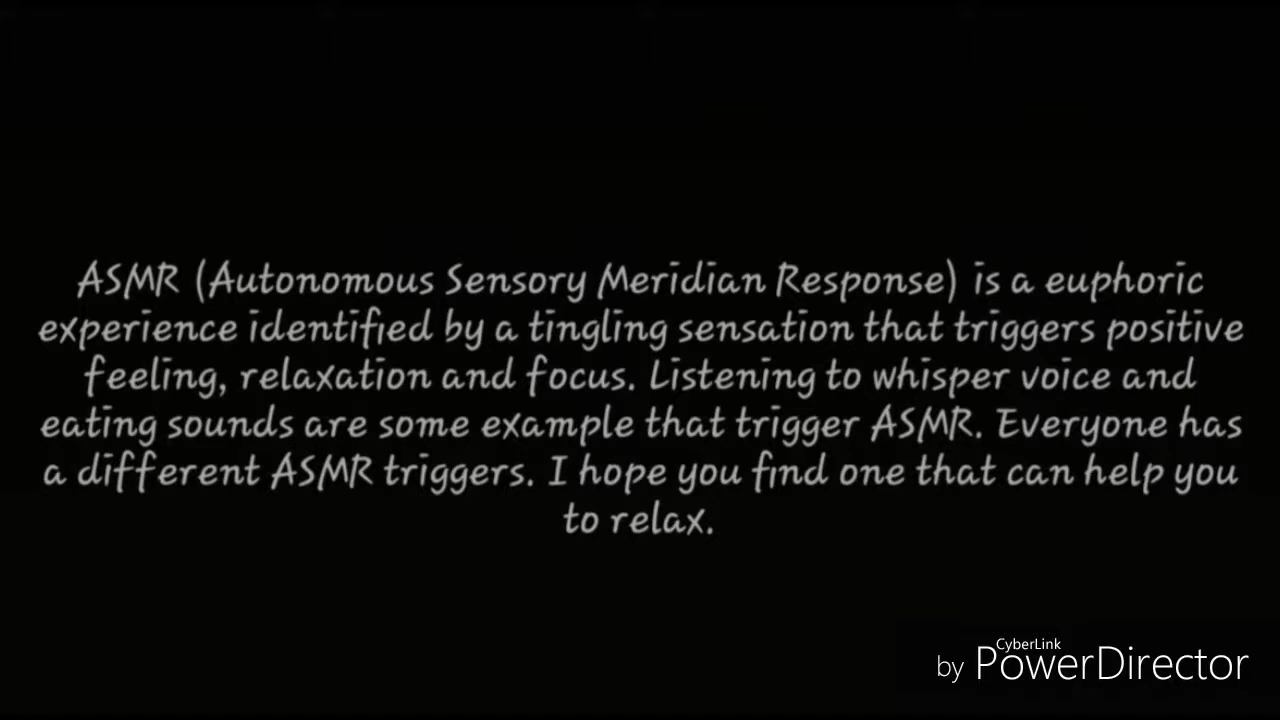 ASMR (Autonomous Sensory Meridian Response) is a euphoric
experience identified by a tingling sensation that triggers positive
feeling, relaxation and focus. Listening to whisper voice and
eating sounds are some example that trigger ASMR. Everyone has
a different ASMR triggers. I hope you find one that can help you
to relax.
CyberLink
by PowerDirector